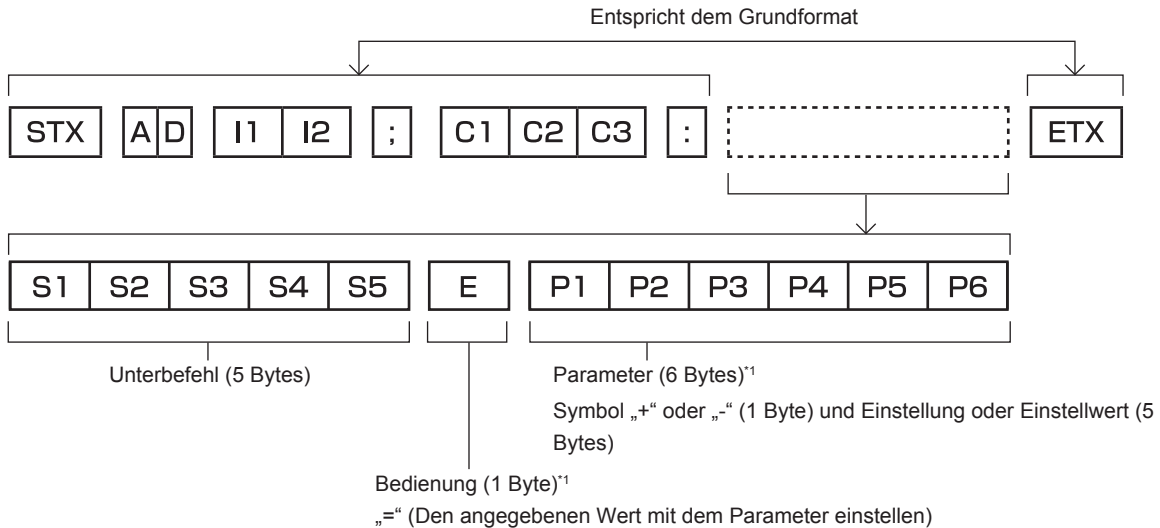 Entspricht dem Grundformat
STX A D I1 I2 ; C1 C2 C3 : ETX
S1 S2 S3 S4 S5 E P1 P2 P3 P4 P5 P6
Unterbefehl (5 Bytes)
Parameter (6 Bytes)*1
Symbol „+“ oder „-“ (1 Byte) und Einstellung oder Einstellwert (5
Bytes)
Bedienung (1 Byte)*1
„=“ (Den angegebenen Wert mit dem Parameter einstellen)